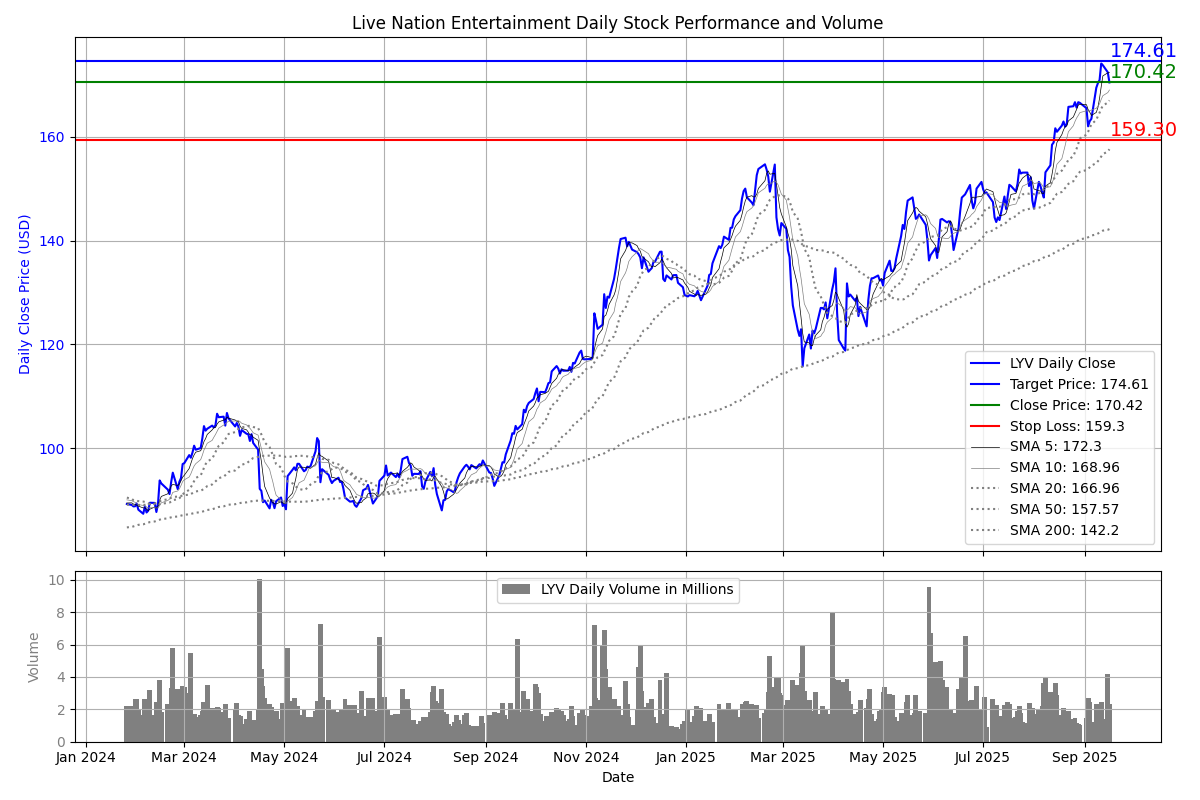 Live Nation Entertainment Daily Stock Performance and Volume
174.61
170.42
159.30
160
140
120
100
Daily Close Price (USD)
LYV Daily Close
Target Price: 174.61
Close Price: 170.42
Stop Loss: 159.3
SMA 5: 172.3
SMA 10: 168.96
SMA 20: 166.96
SMA 50: 157.57
SMA 200: 142.2
10
8
6
4
2
0
Volume
LYV Daily Volume in Millions
Jan 2024
Mar 2024
May 2024
Jul 2024
Sep 2024
Nov 2024
Jan 2025
Mar 2025
May 2025
Jul 2025
Sep 2025
Date